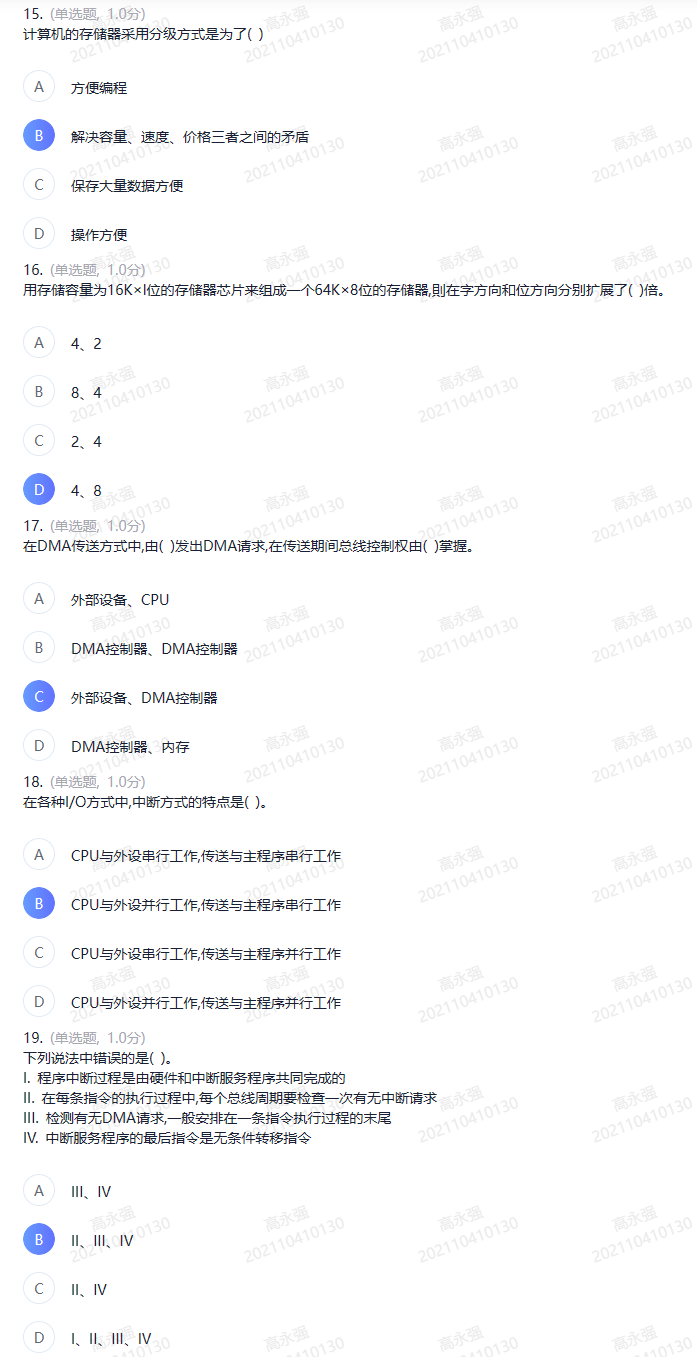 15. (单选题, 1.0分)
计算机的存储器采用分级方式是为了( )
A 方便编程
B 解决容量、速度、价格三者之间的矛盾
C 保存大量数据方便
D 操作方便
16. (单选题, 1.0分)
用存储容量为16K×l位的存储器芯片来组成一个64K×8位的存储器,則在字方向和位方向分别扩展了( )倍。
A 4、2
B 8、4
C 2、4
D 4、8
17. (单选题, 1.0分)
在DMA传送方式中,由( )发出DMA请求,在传送期间总线控制权由( )掌握。
A 外部设备、CPU
B DMA控制器、DMA控制器
C 外部设备、DMA控制器
D DMA控制器、内存
18. (单选题, 1.0分)
在各种I/O方式中,中断方式的特点是( )。
A CPU与外设串行工作,传送与主程序串行工作
B CPU与外设并行工作,传送与主程序串行工作
C CPU与外设串行工作,传送与主程序并行工作
D CPU与外设并行工作,传送与主程序并行工作
19. (单选题, 1.0分)
下列说法中错误的是( )。
I. 程序中断过程是由硬件和中断服务程序共同完成的
II. 在每条指令的执行过程中,每个总线周期要检查一次有无中断请求
III. 检测有无DMA请求,一般安排在一条指令执行过程的末尾
IV. 中断服务程序的最后指令是无条件转移指令
A III、IV
B II、III、IV
C II、IV
D I、II、III、IV
高永强
202110410130